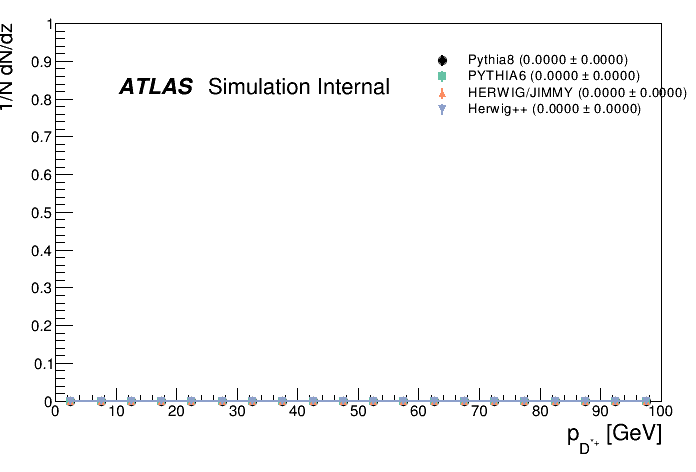 1/N dN/dz
1
0.9
0.8
0.7
0.6
0.5
0.4
0.3
0.2
0.1
0
ATLAS Simulation Internal
Pythia8 (0.0000 ± 0.0000)
PYTHIA6 (0.0000 ± 0.0000)
HERWIG/JIMMY (0.0000 ± 0.0000)
Herwig++ (0.0000 ± 0.0000)
0 10 20 30 40 50 60 70 80 90 100
p_D*+ [GeV]